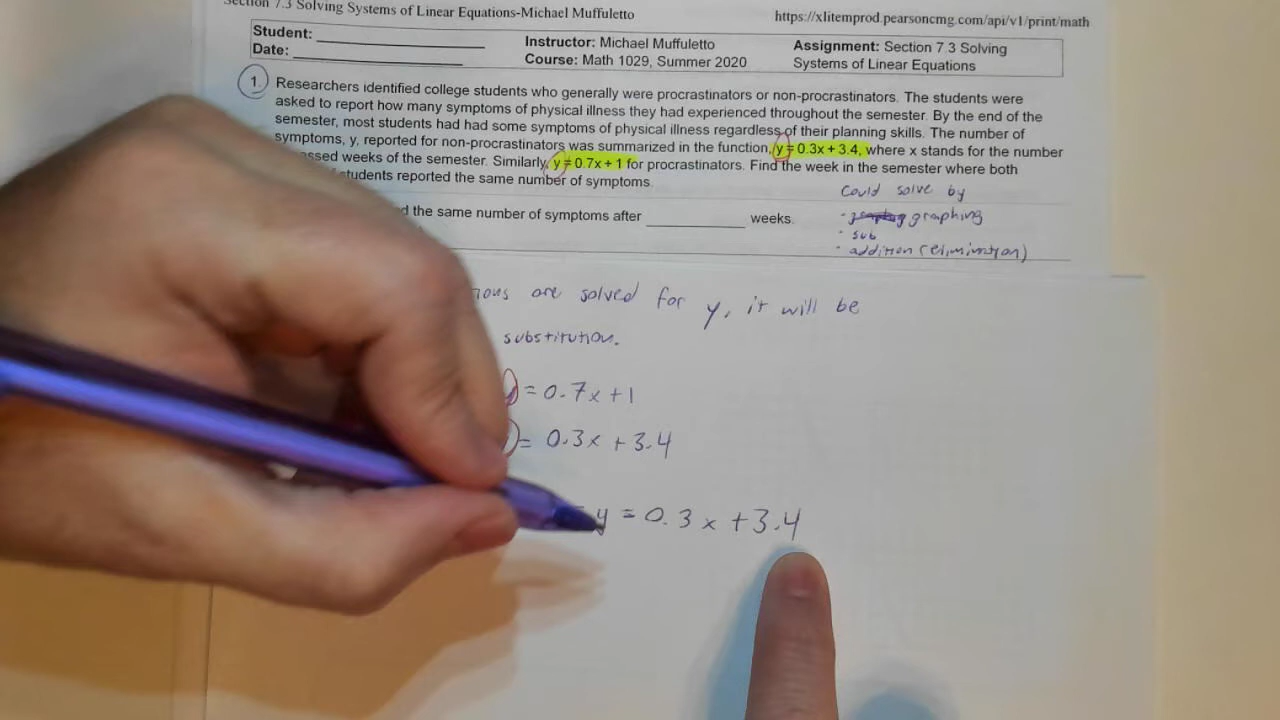 Section 7.3 Solving Systems of Linear Equations-Michael Muffuletto https://xlitemprod.pearsoncmg.com/api/v1/print/math
Student: Instructor: Michael Muffuletto Assignment: Section 7.3 Solving
Date: Course: Math 1029, Summer 2020 Systems of Linear Equations
1. Researchers identified college students who generally were procrastinators or non-procrastinators. The students were
asked to report how many symptoms of physical illness they had experienced throughout the semester. By the end of the
semester, most students had had some symptoms of physical illness regardless of their planning skills. The number of
symptoms, y, reported for non-procrastinators was summarized in the function, y = 0.3x + 3.4, where x stands for the number
weeks of the semester. Similarly, y = 0.7x + 1 for procrastinators. Find the week in the semester where both
students reported the same number of symptoms.
the same number of symptoms after weeks.
Could solve by
· graphing
· sub
· addition (elimination)
are solved for y, it will be
substitution.
y = 0.7x + 1
= 0.3x + 3.4
y = 0.3x + 3.4